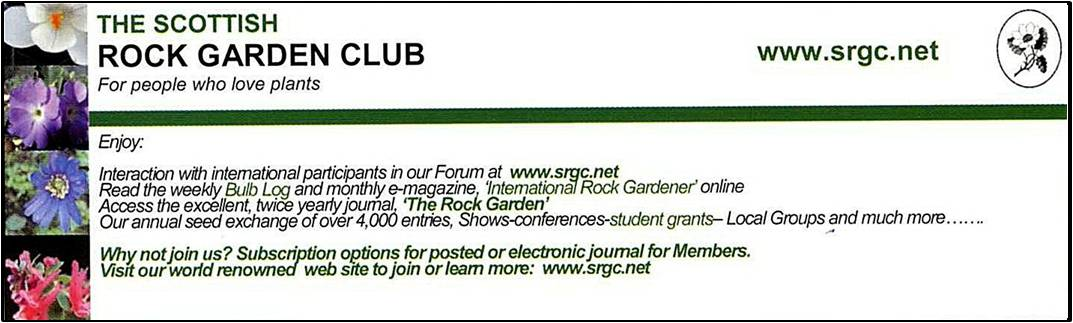 THE SCOTTISH
ROCK GARDEN CLUB
www.srgc.net
For people who love plants
Enjoy:
Interaction with international participants in our Forum at www.srgc.net
Read the weekly Bulb Log and monthly e-magazine, ‘International Rock Gardener’ online
Access the excellent, twice yearly journal, ‘The Rock Garden’
Our annual seed exchange of over 4,000 entries, Shows-conferences-student grants– Local Groups and much more…….
Why not join us? Subscription options for posted or electronic journal for Members.
Visit our world renowned web site to join or learn more: www.srgc.net